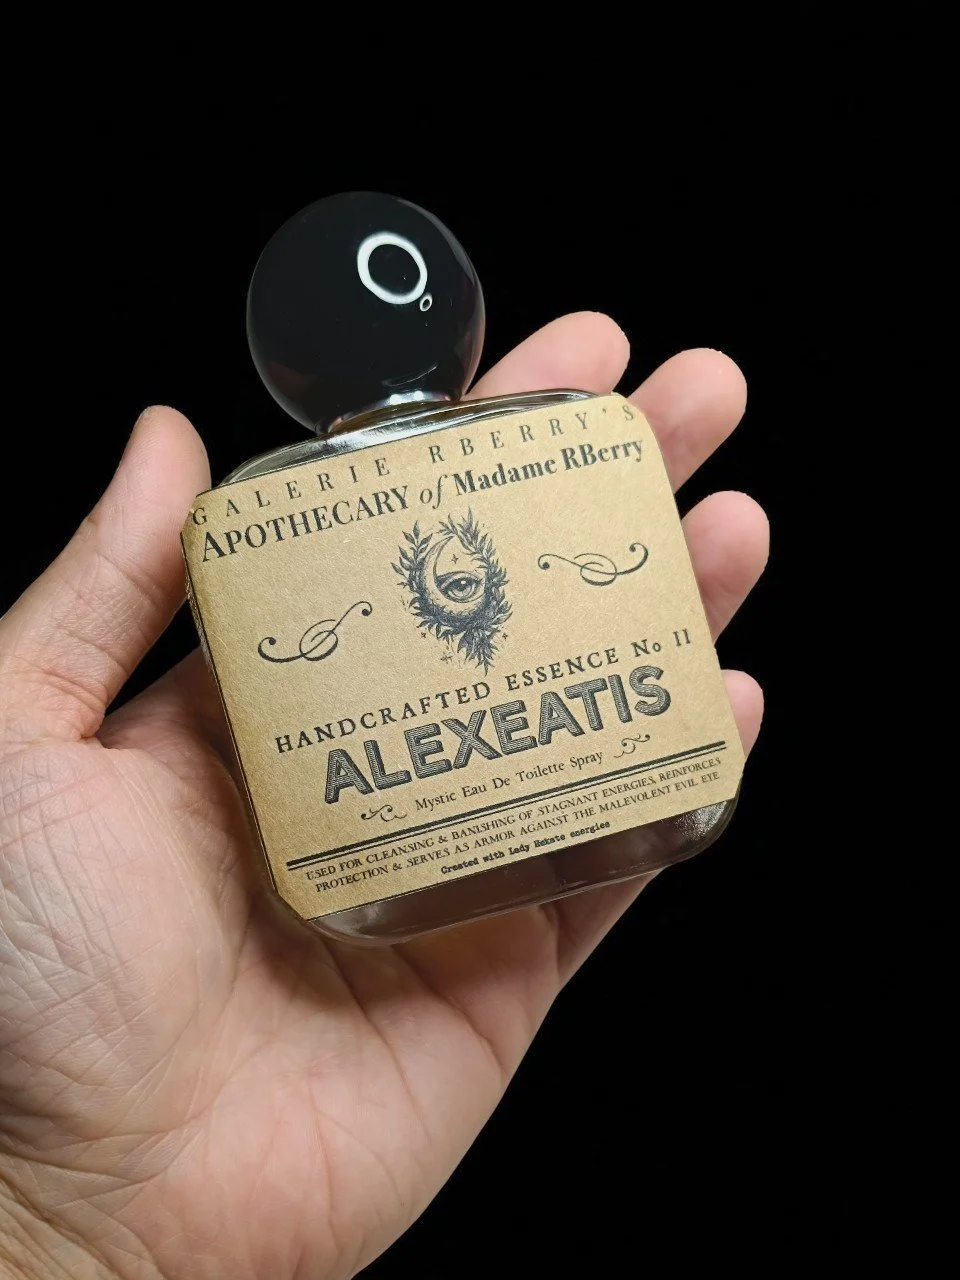 GALERIE RBERRY'S
APOTHECARY of Madame RBerry
HANDCRAFTED ESSENCE No II
ALEXEATIS
Mystic Eau De Toilette Spray
USED FOR CLEANSING & BANISHING OF STAGNANT ENERGIES, REINFORCES
PROTECTION & SERVES AS ARMOR AGAINST THE MALEVOLENT EVIL EYE
Created with Lady Hekate energies